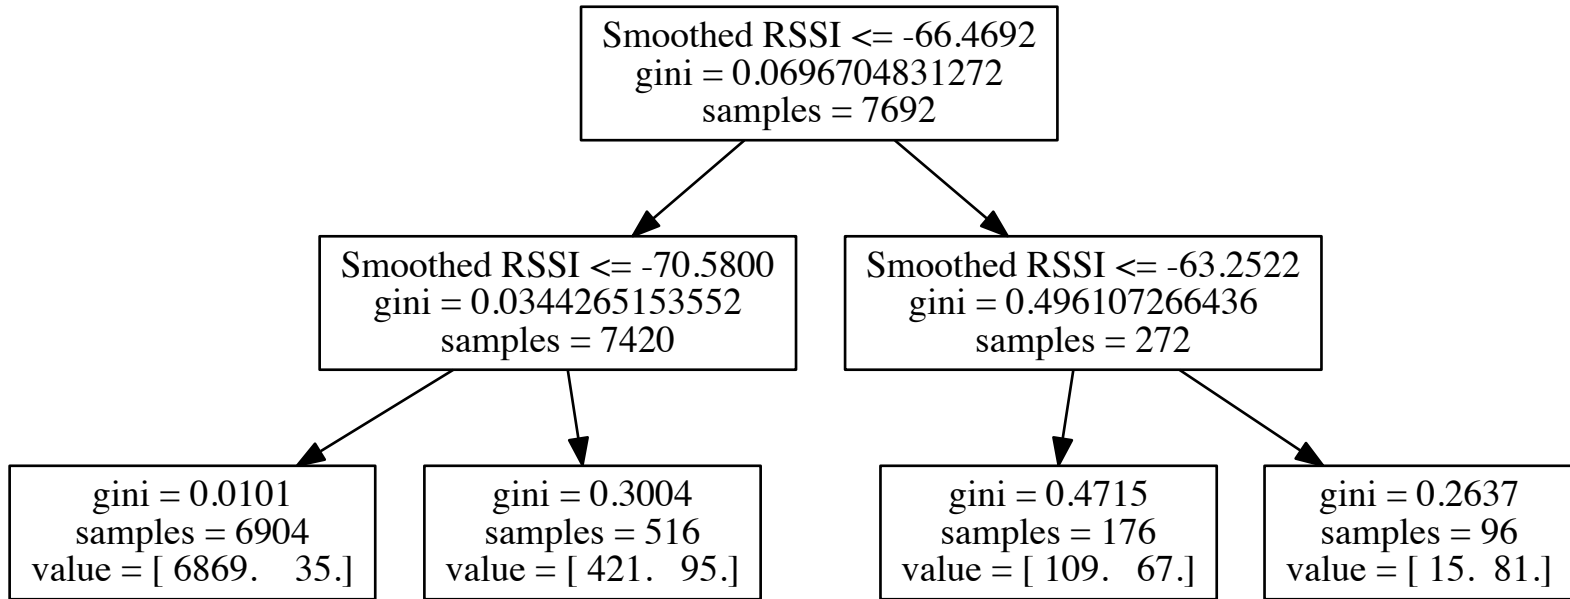 Smoothed RSSI <= -66.4692
gini = 0.0696704831272
samples = 7692
Smoothed RSSI <= -70.5800
gini = 0.0344265153552
samples = 7420
Smoothed RSSI <= -63.2522
gini = 0.496107266436
samples = 272
gini = 0.0101
samples = 6904
value = [ 6869.    35.]
gini = 0.3004
samples = 516
value = [ 421.   95.]
gini = 0.4715
samples = 176
value = [ 109.   67.]
gini = 0.2637
samples = 96
value = [ 15.  81.]